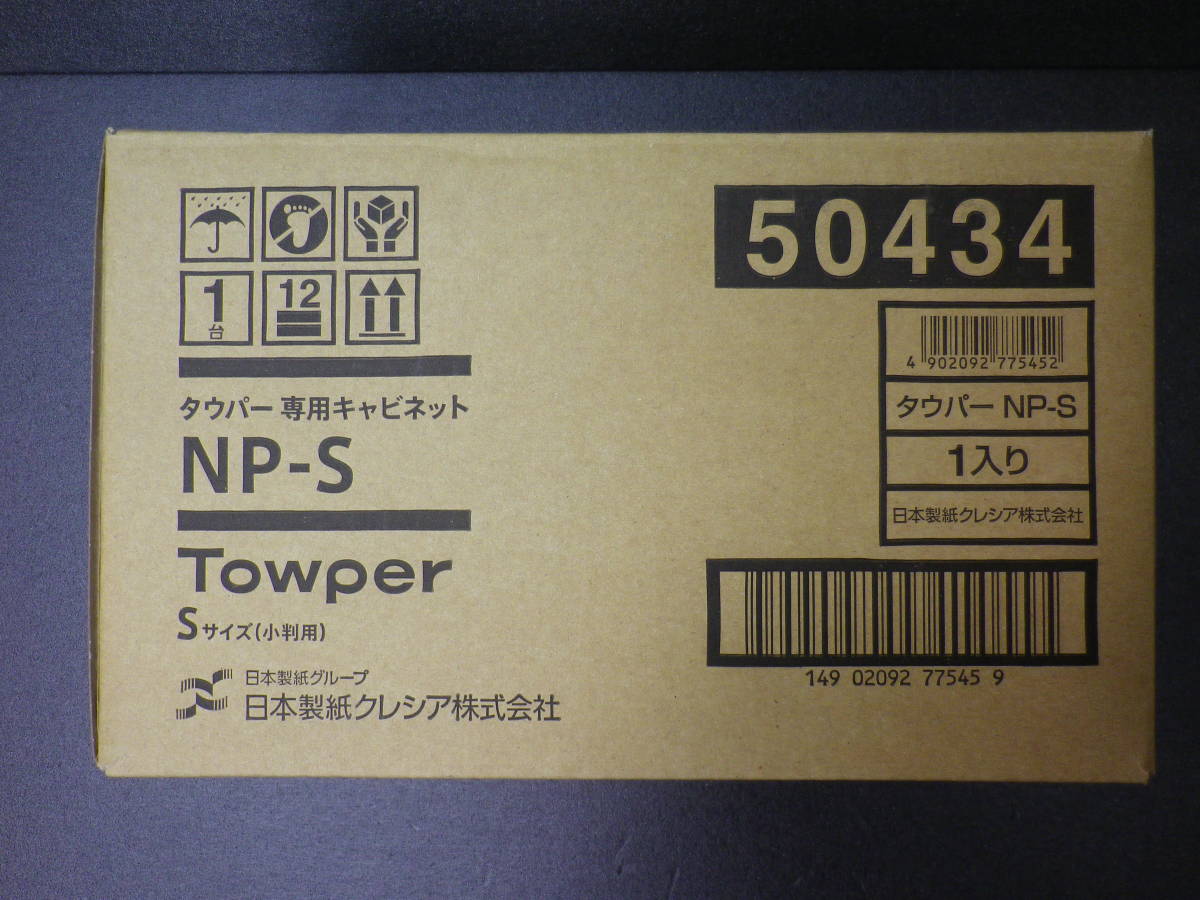 1台
12
タウパー 専用キャビネット
NP-S
Towper
Sサイズ(小判用)
日本製紙グループ
日本製紙クレシア株式会社
50434
4 902092 775452
タウパー NP-S
1入り
日本製紙クレシア株式会社
149 02092 77545 9